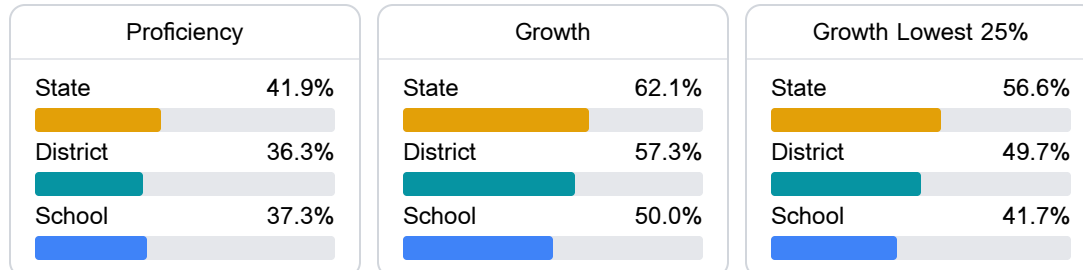 Proficiency
State 41.9%
District 36.3%
School 37.3%
Growth
State 62.1%
District 57.3%
School 50.0%
Growth Lowest 25%
State 56.6%
District 49.7%
School 41.7%